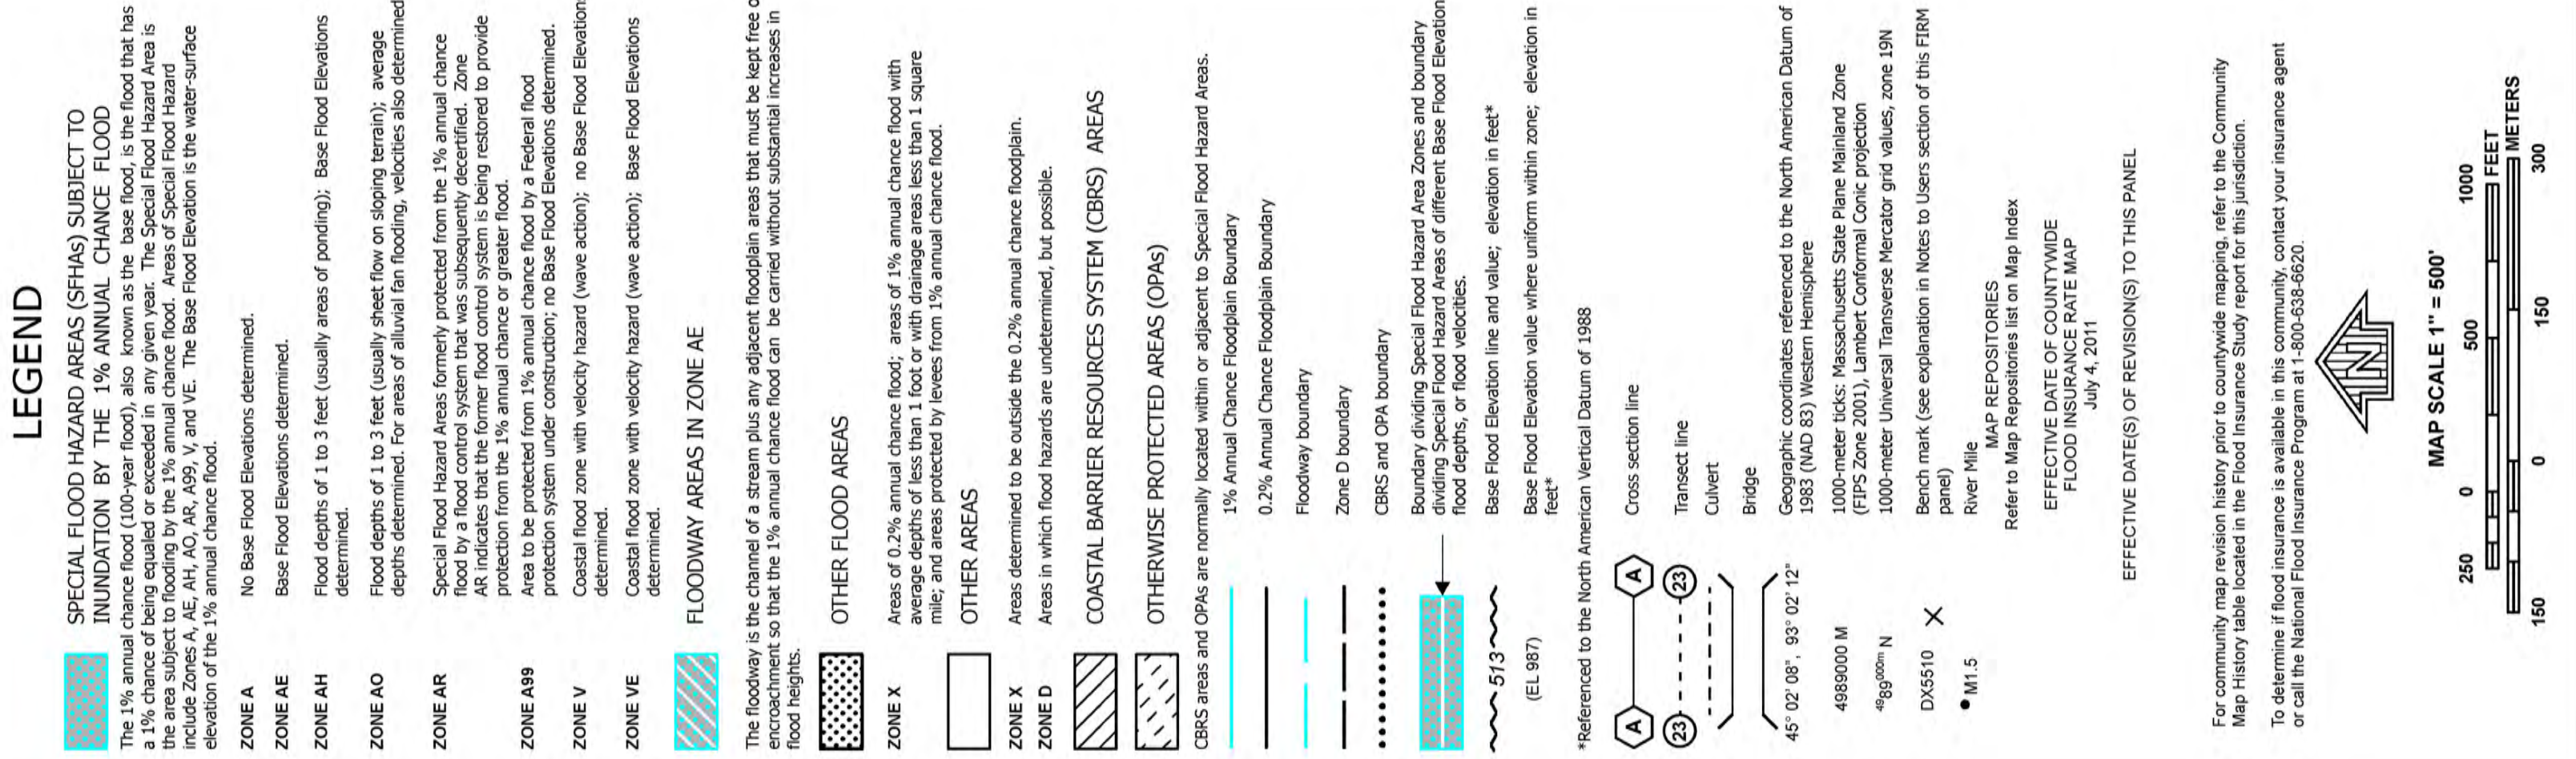 LEGEND
SPECIAL FLOOD HAZARD AREAS (SFHAs) SUBJECT TO
INUNDATION BY THE 1% ANNUAL CHANCE FLOOD
The 1% annual chance flood (100-year flood), also known as the base flood, is the flood that has
a 1% chance of being equaled or exceeded in any given year. The Special Flood Hazard Area is
the area subject to flooding by the 1% annual chance flood. Areas of Special Flood Hazard
include Zones A, AE, AH, AO, AR, A99, V, and VE. The Base Flood Elevation is the water-surface
elevation of the 1% annual chance flood.
ZONE A No Base Flood Elevations determined.
ZONE AE Base Flood Elevations determined.
ZONE AH Flood depths of 1 to 3 feet (usually areas of ponding); Base Flood Elevations
determined.
ZONE AO Flood depths of 1 to 3 feet (usually sheet flow on sloping terrain); average
depths determined. For areas of alluvial fan flooding, velocities also determined
ZONE AR Special Flood Hazard Areas formerly protected from the 1% annual chance
flood by a flood control system that was subsequently decertified. Zone
AR indicates that the former flood control system is being restored to provide
protection from the 1% annual chance or greater flood.
ZONE A99 Area to be protected from 1% annual chance flood by a Federal flood
protection system under construction; no Base Flood Elevations determined.
ZONE V Coastal flood zone with velocity hazard (wave action); no Base Flood Elevation
determined.
ZONE VE Coastal flood zone with velocity hazard (wave action); Base Flood Elevations
determined.
FLOODWAY AREAS IN ZONE AE
The floodway is the channel of a stream plus any adjacent floodplain areas that must be kept free o
encroachment so that the 1% annual chance flood can be carried without substantial increases in
flood heights.
OTHER FLOOD AREAS
ZONE X Areas of 0.2% annual chance flood; areas of 1% annual chance flood with
average depths of less than 1 foot or with drainage areas less than 1 square
mile; and areas protected by levees from 1% annual chance flood.
OTHER AREAS
ZONE X Areas determined to be outside the 0.2% annual chance floodplain.
ZONE D Areas in which flood hazards are undetermined, but possible.
COASTAL BARRIER RESOURCES SYSTEM (CBRS) AREAS
OTHERWISE PROTECTED AREAS (OPAs)
CBRS areas and OPAs are normally located within or adjacent to Special Flood Hazard Areas.
1% Annual Chance Floodplain Boundary
0.2% Annual Chance Floodplain Boundary
Floodway boundary
Zone D boundary
CBRS and OPA boundary
Boundary dividing Special Flood Hazard Area Zones and boundary
dividing Special Flood Hazard Areas of different Base Flood Elevation
flood depths, or flood velocities.
513 Base Flood Elevation line and value; elevation in feet*
(EL 987) Base Flood Elevation value where uniform within zone; elevation in
feet*
*Referenced to the North American Vertical Datum of 1988
A A Cross section line
23 23 Transect line
Culvert
Bridge
45° 02' 08", 93° 02' 12" Geographic coordinates referenced to the North American Datum of
1983 (NAD 83) Western Hemisphere
4989000 M 1000-meter ticks: Massachusetts State Plane Mainland Zone
(FIPS Zone 2001), Lambert Conformal Conic projection
⁴⁹89⁰⁰⁰ᵐ N 1000-meter Universal Transverse Mercator grid values, zone 19N
DX5510 X Bench mark (see explanation in Notes to Users section of this FIRM
panel)
● M1.5 River Mile
MAP REPOSITORIES
Refer to Map Repositories list on Map Index
EFFECTIVE DATE OF COUNTYWIDE
FLOOD INSURANCE RATE MAP
July 4, 2011
EFFECTIVE DATE(S) OF REVISION(S) TO THIS PANEL
For community map revision history prior to countywide mapping, refer to the Community
Map History table located in the Flood Insurance Study report for this jurisdiction.
To determine if flood insurance is available in this community, contact your insurance agent
or call the National Flood Insurance Program at 1-800-638-6620.
N
MAP SCALE 1" = 500'
250 0 500 1000
FEET
METERS
150 0 150 300